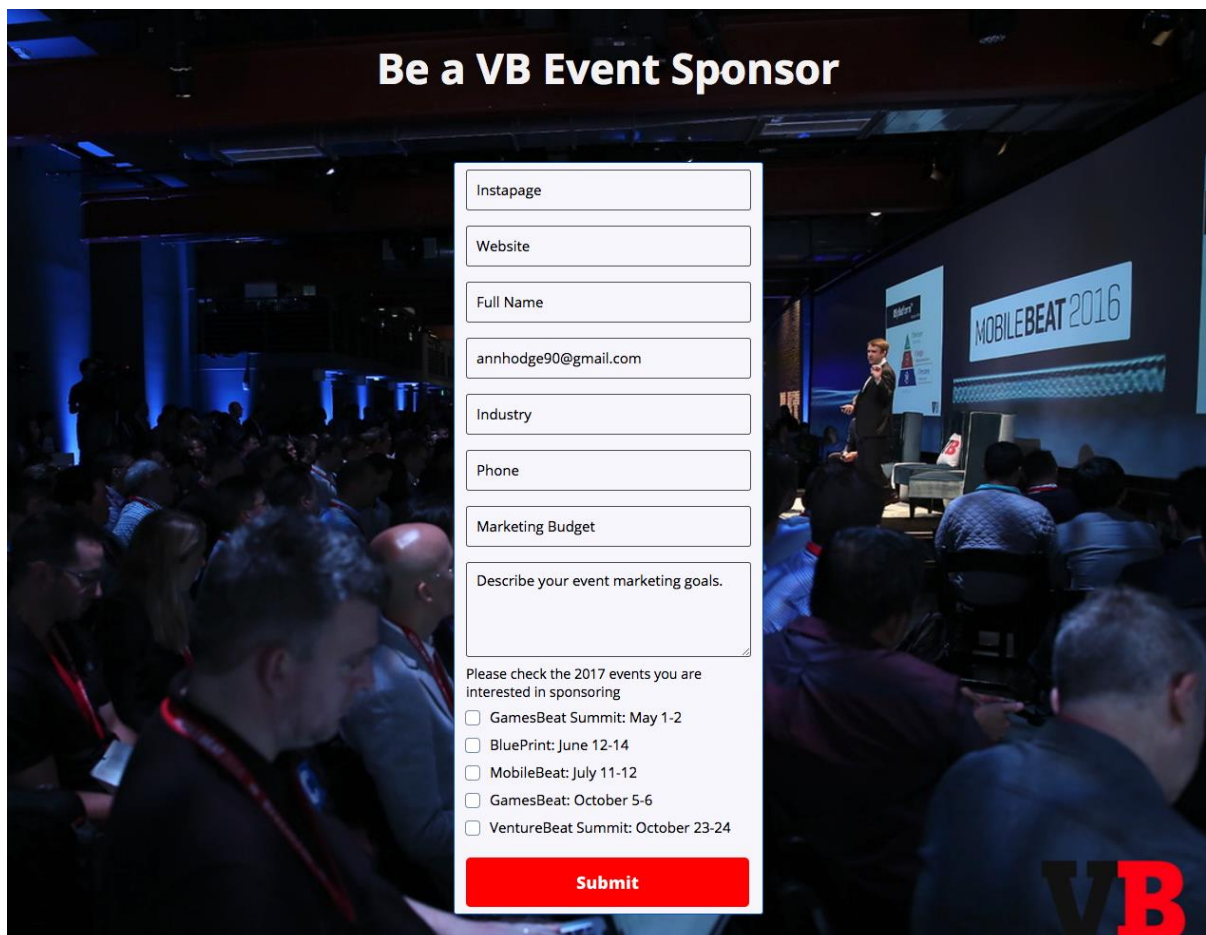 Be a VB Event Sponsor
Instapage
Website
Full Name
annhodge90@gmail.com
Industry
Phone
Marketing Budget
Describe your event marketing goals.
Please check the 2017 events you are
interested in sponsoring
GamesBeat Summit: May 1-2
BluePrint: June 12-14
MobileBeat: July 11-12
GamesBeat: October 5-6
VentureBeat Summit: October 23-24
Submit
MOBILEBEAT 2016
VB
VB